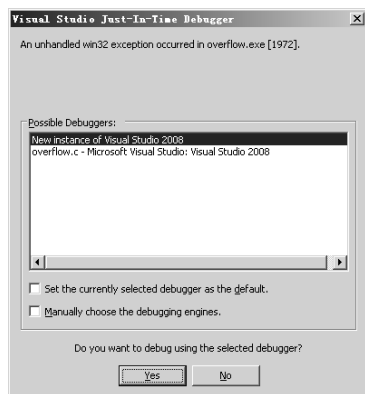 Visual Studio Just-In-Time Debugger
An unhandled win32 exception occurred in overflow.exe [1972].
Possible Debuggers:
New instance of Visual Studio 2008
overflow.c - Microsoft Visual Studio: Visual Studio 2008
Set the currently selected debugger as the default.
Manually choose the debugging engines.
Do you want to debug using the selected debugger?
Yes
No